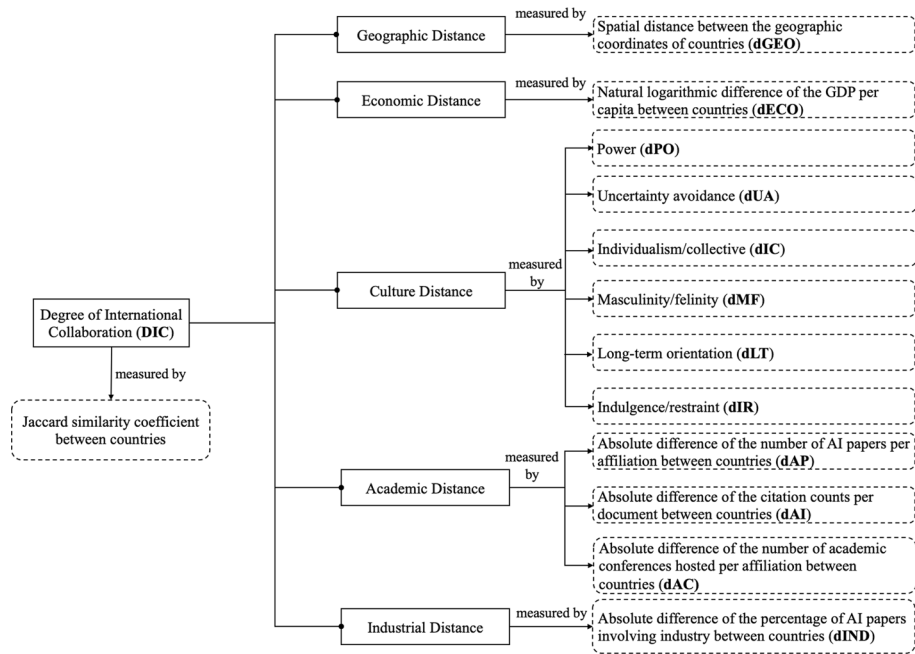 measured by
Geographic Distance
Spatial distance between the geographic
coordinates of countries (dGEO)
measured by
Economic Distance
Natural logarithmic difference of the GDP per
capita between countries (dECO)
Power (dPO)
Uncertainty avoidance (dUA)
Individualism/collective (dIC)
measured
by
Culture Distance
Masculinity/felinity (dMF)
Degree of International
Collaboration (DIC)
Long-term orientation (dLT)
measured by
Jaccard similarity coefficient
between countries
Indulgence/restraint (dIR)
measured
by
Academic Distance
Absolute difference of the number of AI papers per
affiliation between countries (dAP)
Absolute difference of the citation counts per
document between countries (dAI)
Absolute difference of the number of academic
conferences hosted per affiliation between
countries (dAC)
measured by
Industrial Distance
Absolute difference of the percentage of AI papers
involving industry between countries (dIND)